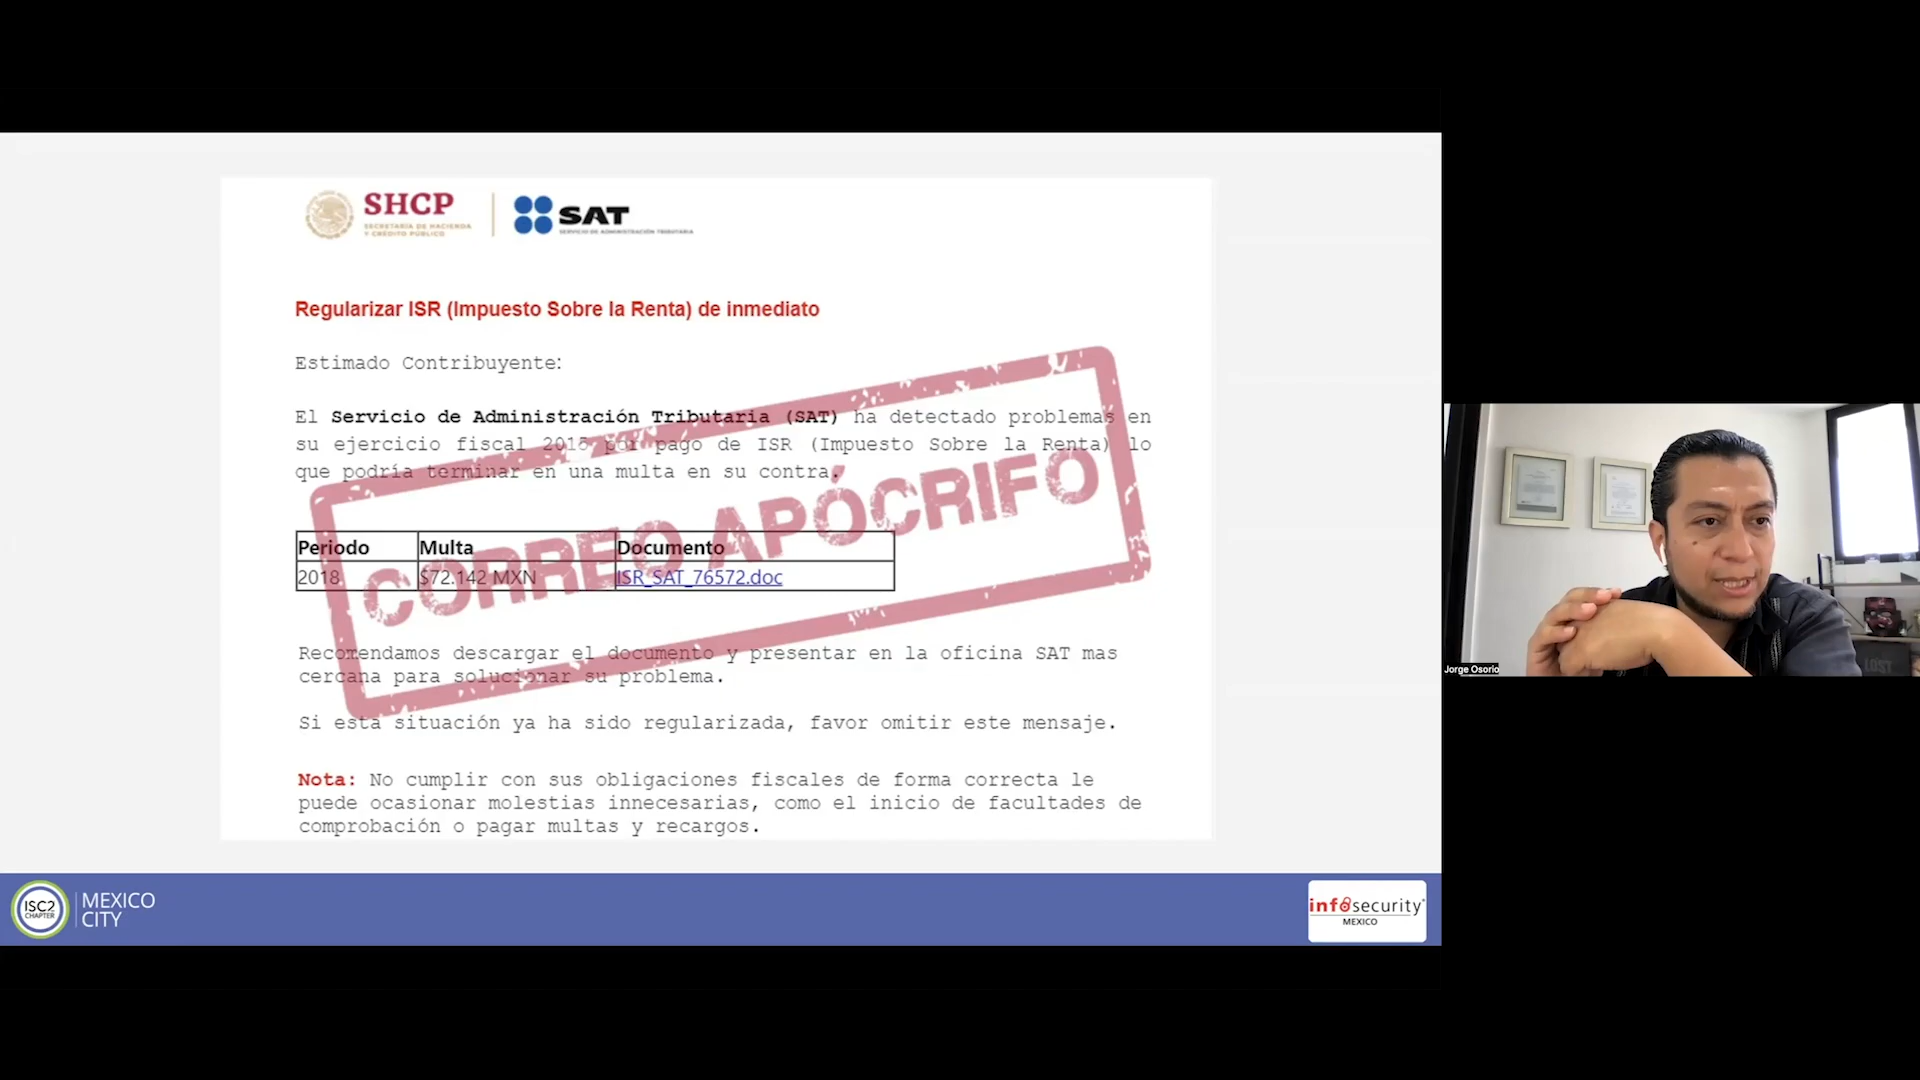 SHCP
SECRETARÍA DE HACIENDA
Y CRÉDITO PÚBLICO
SAT
SERVICIO DE ADMINISTRACIÓN TRIBUTARIA
Regularizar ISR (Impuesto Sobre la Renta) de inmediato
Estimado Contribuyente:
El Servicio de Administración Tributaria (SAT) ha detectado problemas en
su ejercicio fiscal 2015 por pago de ISR (Impuesto Sobre la Renta) lo
que podría terminar en una multa en su contra.
CORREO APÓCRIFO
Periodo Multa Documento
2018 $72.142 MXN ISR_SAT_76572.doc
Recomendamos descargar el documento y presentar en la oficina SAT mas
cercana para solucionar su problema.
Si esta situación ya ha sido regularizada, favor omitir este mensaje.
Nota: No cumplir con sus obligaciones fiscales de forma correcta le
puede ocasionar molestias innecesarias, como el inicio de facultades de
comprobación o pagar multas y recargos.
Jorge Osorio
LOST
ISC2
CHAPTER
MEXICO
CITY
infosecurity
MEXICO